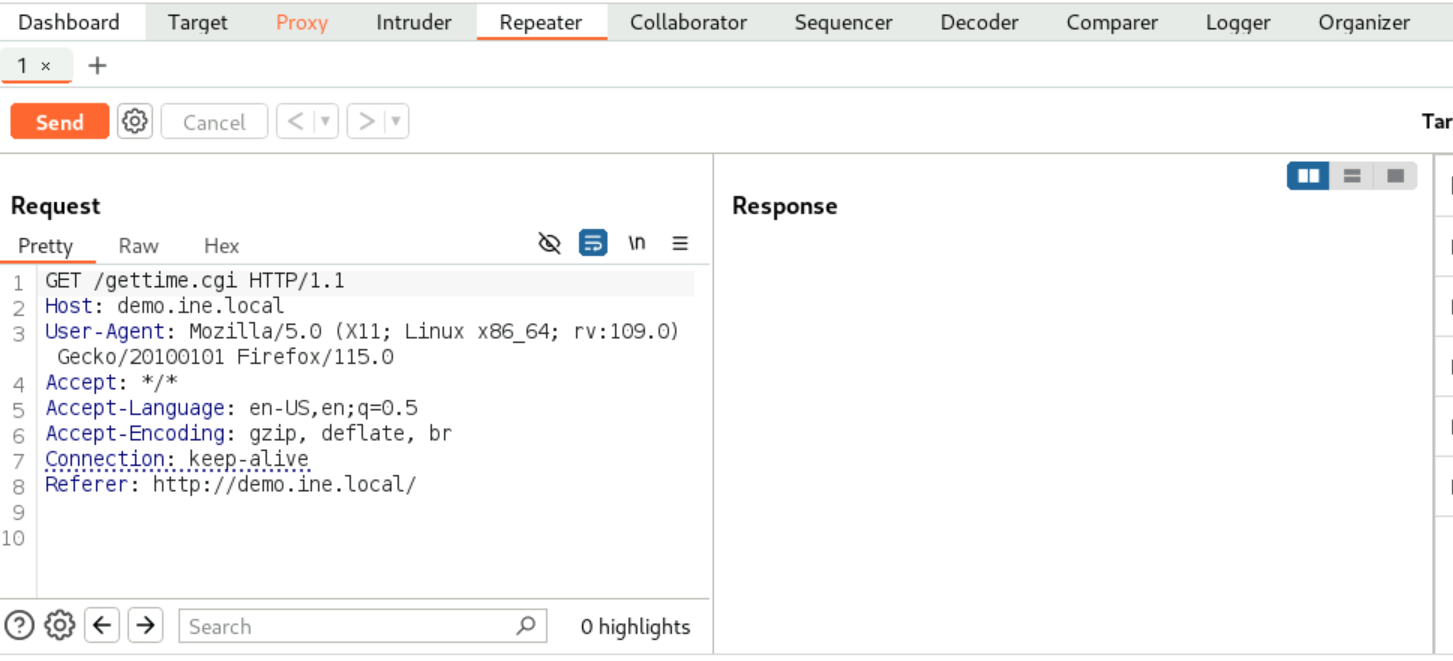 Dashboard Target Proxy Intruder Repeater Collaborator Sequencer Decoder Comparer Logger Organizer
1 × +
Send Cancel < ▼ > ▼
Request
Response
Pretty Raw Hex \n
1 GET /gettime.cgi HTTP/1.1
2 Host: demo.ine.local
3 User-Agent: Mozilla/5.0 (X11; Linux x86_64; rv:109.0)
Gecko/20100101 Firefox/115.0
4 Accept: */*
5 Accept-Language: en-US,en;q=0.5
6 Accept-Encoding: gzip, deflate, br
7 Connection: keep-alive
8 Referer: http://demo.ine.local/
9
10
Search 0 highlights